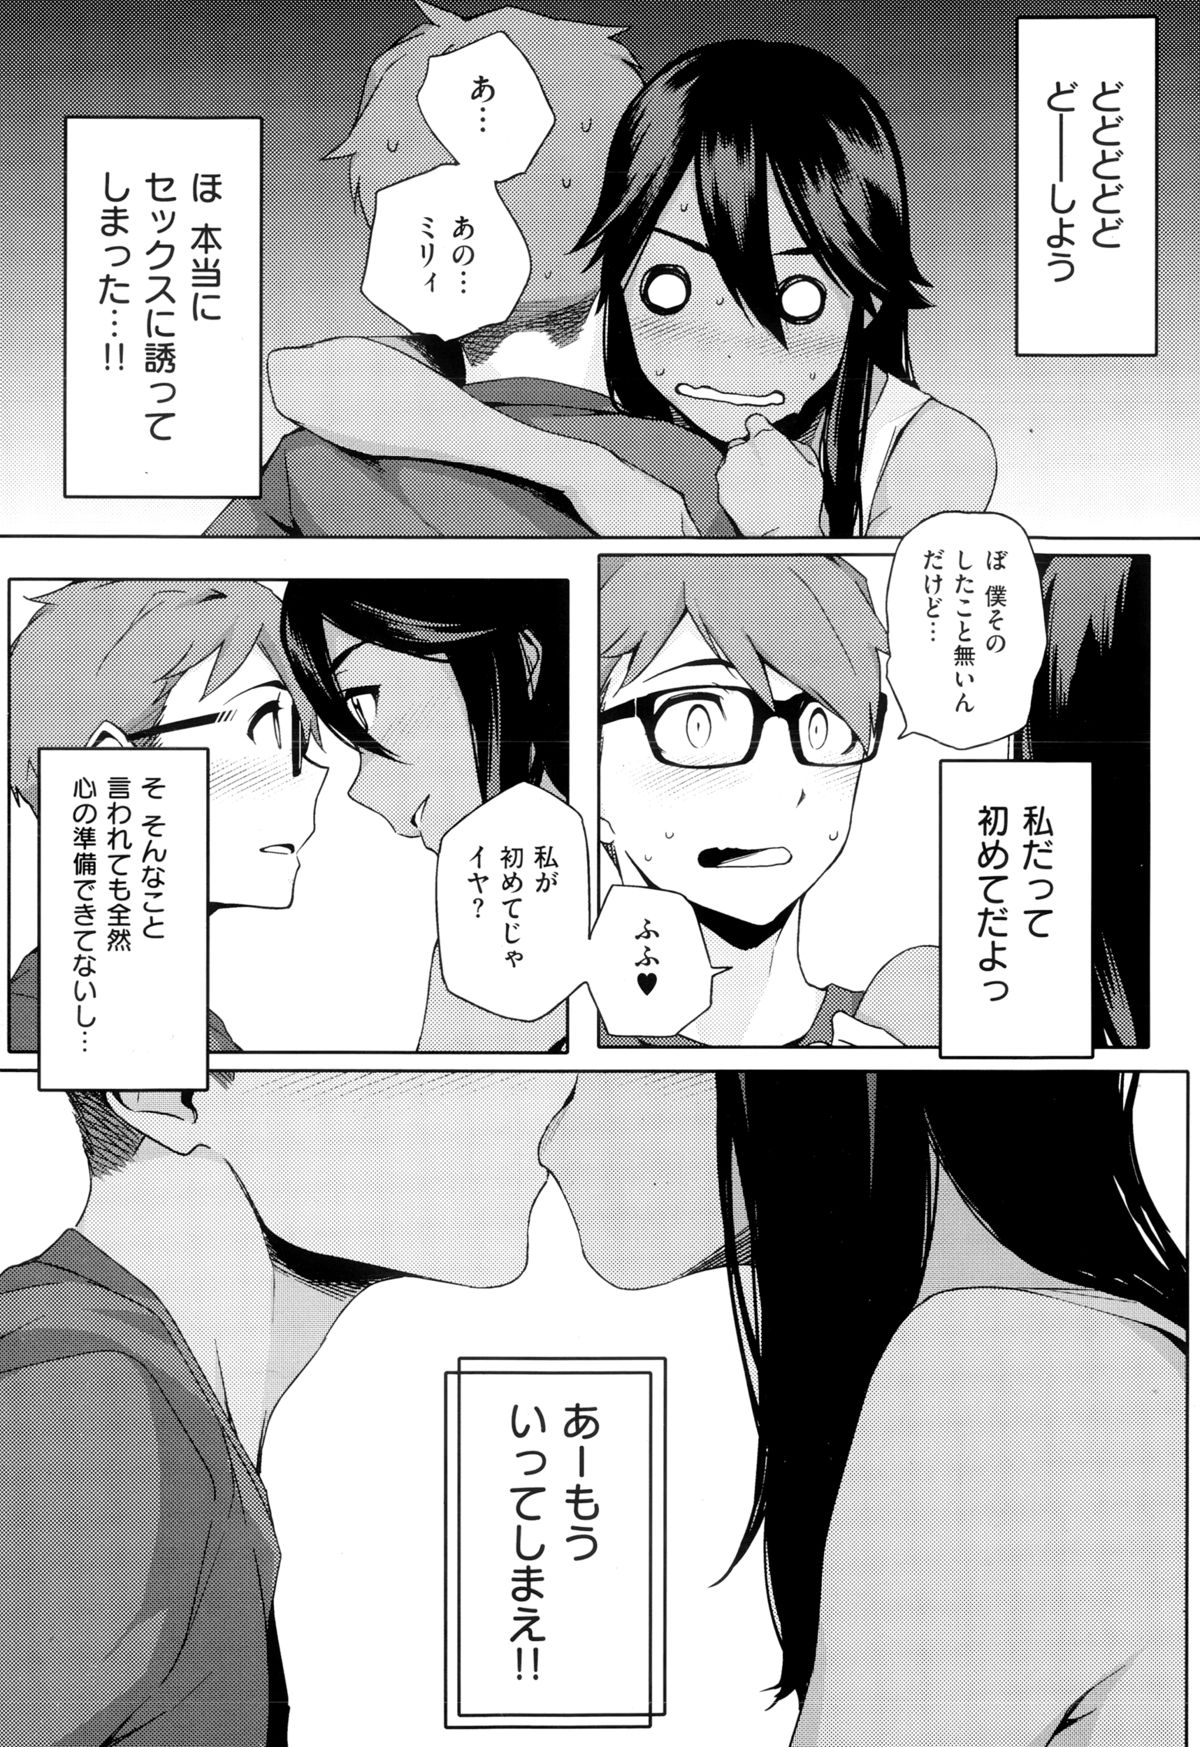 どどどどど
ど――しよう
あ…
あの…
ミリィ
ほ 本当に
セックスに誘って
しまった…!!
ぼ 僕その
したこと無いん
だけど…
私だって
初めてだよっ
ふふ♥
私が
初めてじゃ
イヤ?
そ そんなこと
言われても全然
心の準備できてないし…
あーもう
いってしまえ!!